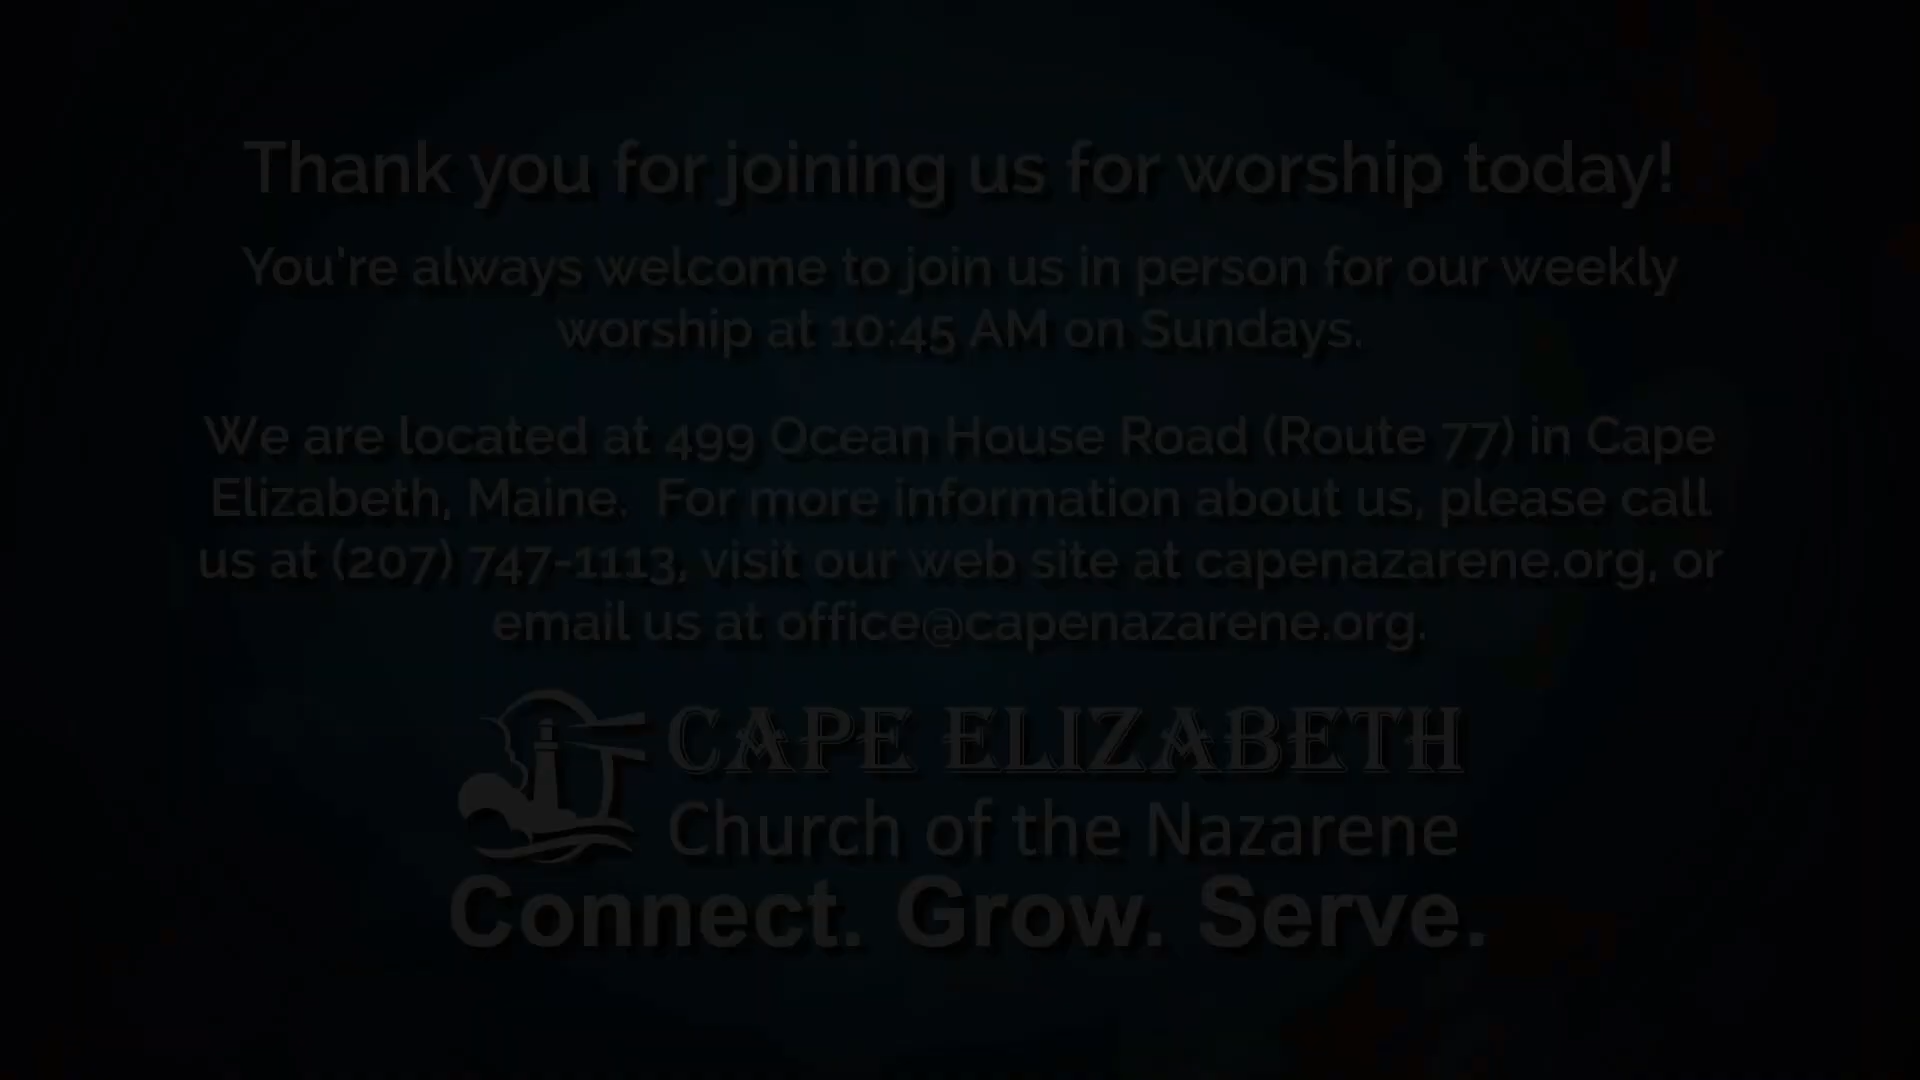 Thank you for joining us for worship today!
You're always welcome to join us in person for our weekly
worship at 10:45 AM on Sundays.
We are located at 499 Ocean House Road (Route 77) in Cape
Elizabeth, Maine.  For more information about us, please call
us at (207) 747-1113, visit our web site at capenazarene.org, or
email us at office@capenazarene.org.
CAPE ELIZABETH
Church of the Nazarene
Connect. Grow. Serve.